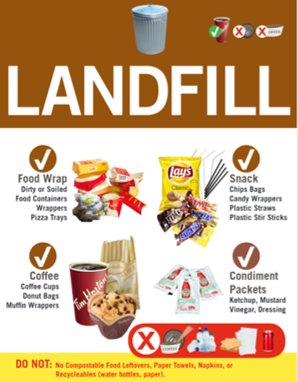 LANDFILL
Food Wrap
Dirty or Soiled
Food Containers
Wrappers
Pizza Trays
Lay's
Classic
Snack
Chips Bags
Candy Wrappers
Plastic Straws
Plastic Stir Sticks
Coffee
Coffee Cups
Donut Bags
Muffin Wrappers
Tim Hortons
Condiment
Packets
Ketchup, Mustard
Vinegar, Dressing
DO NOT: No Compostable Food Leftovers, Paper Towels, Napkins, or
Recycleables (water bottles, paper).